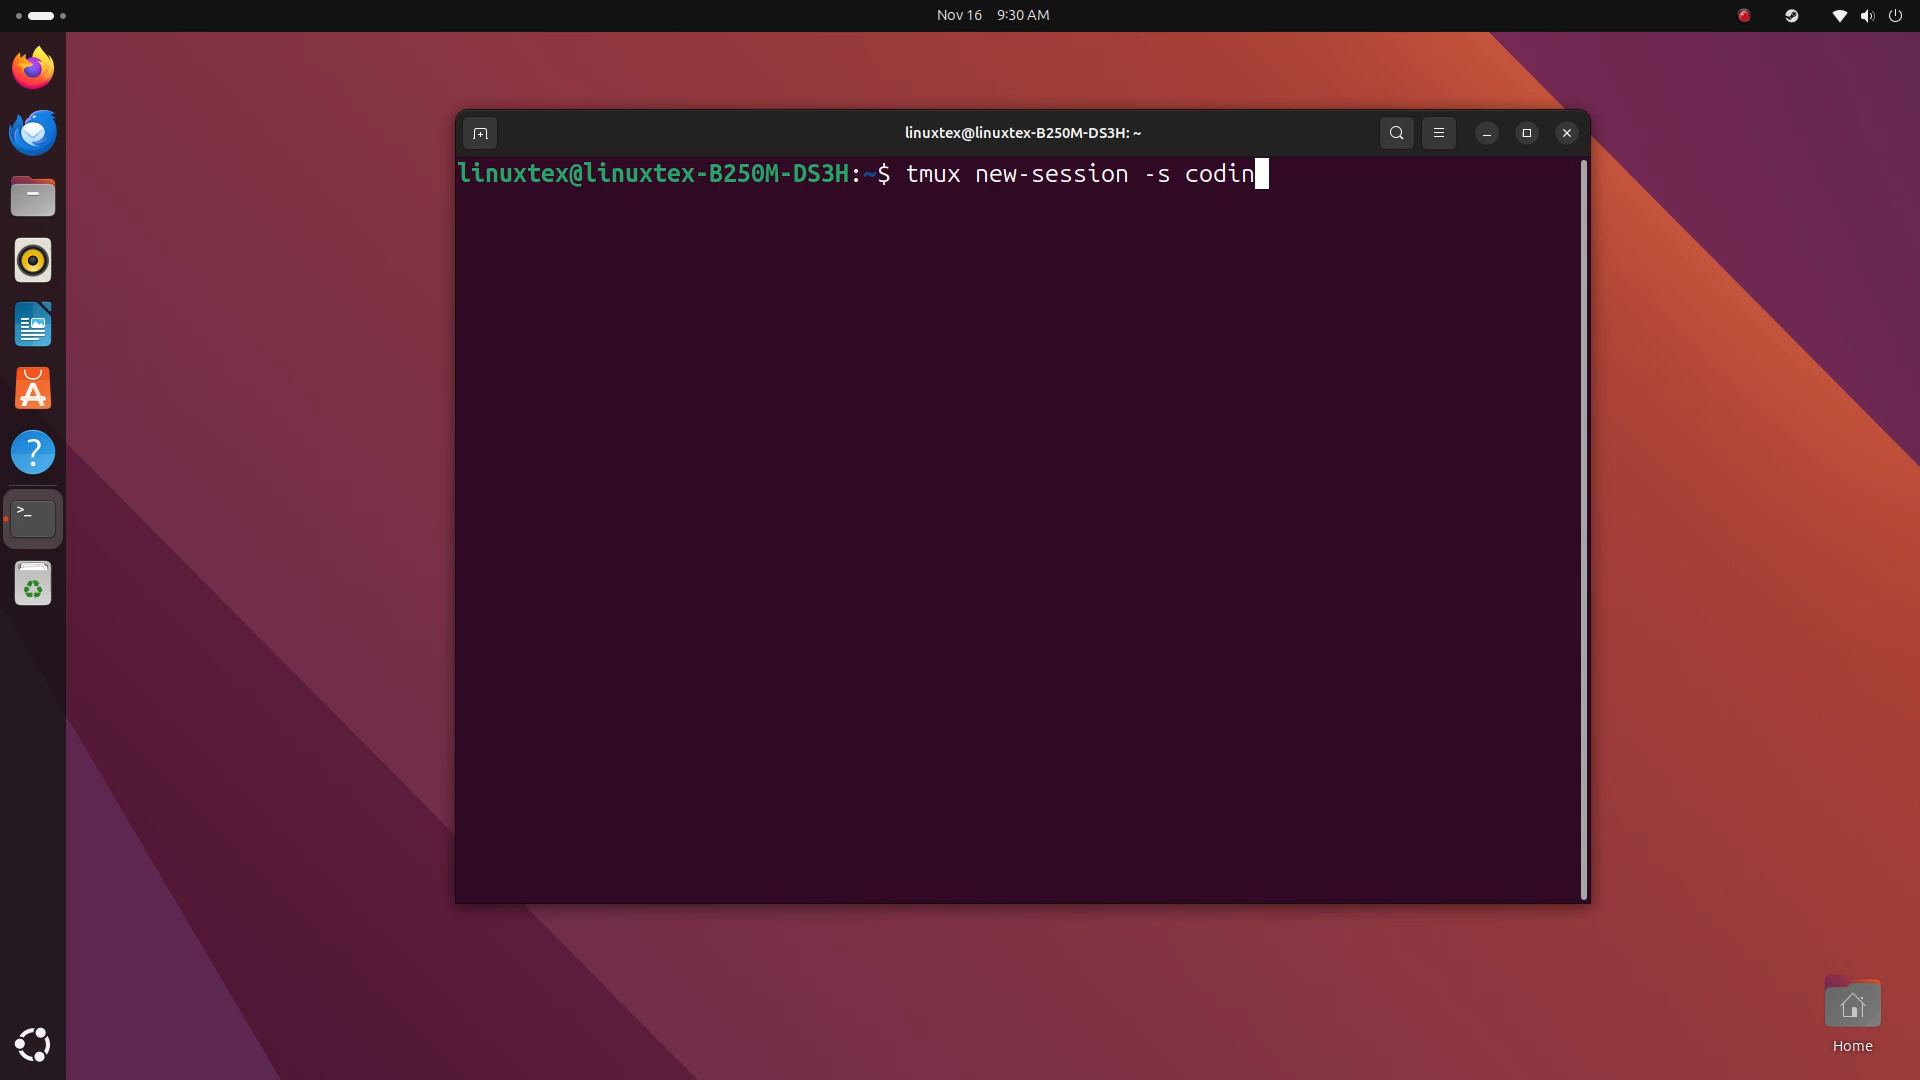 Nov 16 9:30 AM
linuxtex@linuxtex-B250M-DS3H: ~
linuxtex@linuxtex-B250M-DS3H:~$ tmux new-session -s codin
>_
Home